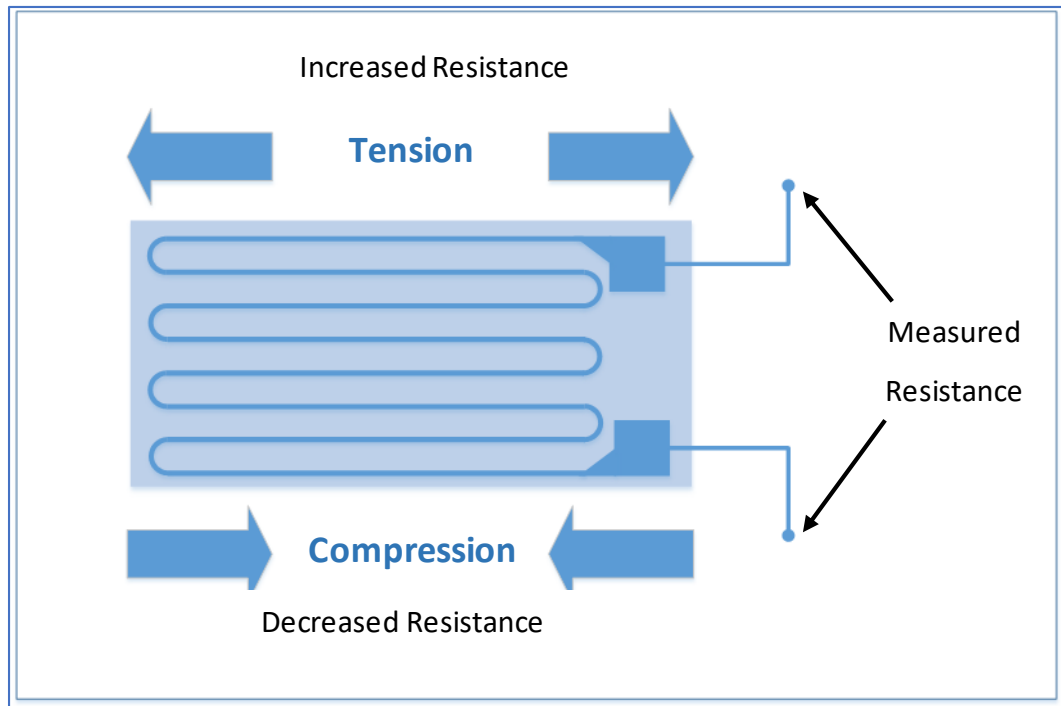 Increased Resistance
Tension
Measured
Resistance
Compression
Decreased Resistance